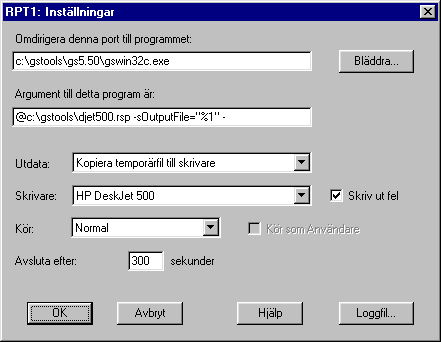 RPT1: Inställningar
Omdirigera denna port till programmet:
c:\gstools\gs5.50\gswin32c.exe
Bläddra...
Argument till detta program är:
@c:\gstools\djet500.rsp -sOutputFile="%1" -
Utdata: Kopiera temporärfil till skrivare
Skrivare: HP DeskJet 500 Skriv ut fel
Kör: Normal Kör som Användare
Avsluta efter: 300 sekunder
OK Avbryt Hjälp Loggfil...